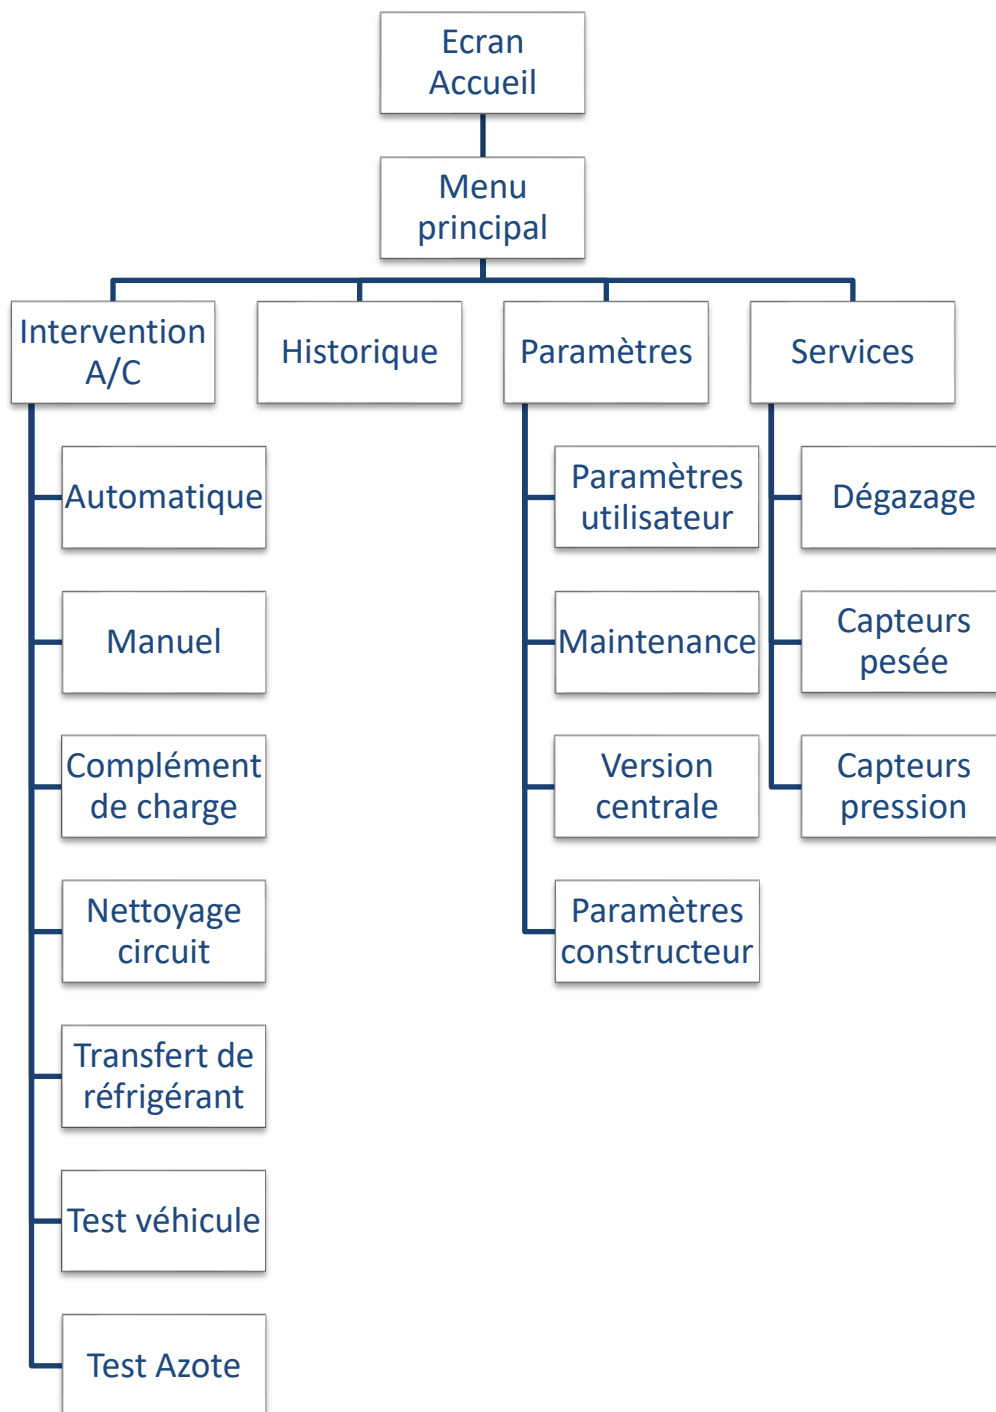 Ecran
Accueil
Menu
principal
Intervention
A/C
Historique
Paramètres
Services
Automatique
Manuel
Complément
de charge
Nettoyage
circuit
Transfert de
réfrigérant
Test véhicule
Test Azote
Paramètres
utilisateur
Maintenance
Version
centrale
Paramètres
constructeur
Dégazage
Capteurs
pesée
Capteurs
pression